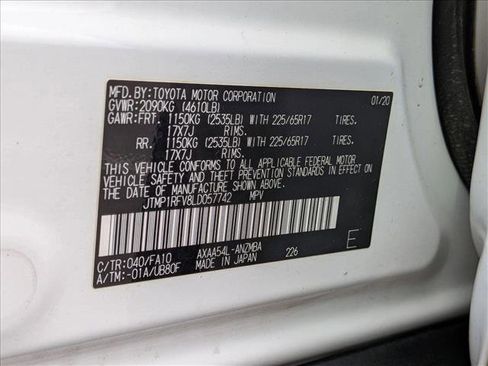 MFD.BY:TOYOTA MOTOR CORPORATION 01/20
GVWR:2090KG (4610LB)
GAWR:FRT. 1150KG (2535LB) WITH 225/65R17 TIRES.
17X7J RIMS.
RR. 1150KG (2535LB) WITH 225/65R17 TIRES.
17X7J RIMS.
THIS VEHICLE CONFORMS TO ALL APPLICABLE FEDERAL MOTOR
VEHICLE SAFETY AND THEFT PREVENTION STANDARDS IN EFFECT ON
THE DATE OF MANUFACTURE SHOWN ABOVE.
JTMP1RFV8LD057742 MPV
C/TR:040/FA10 AXAA54L-ANZMBA 226 E
A/TM:-01A/UB80F MADE IN JAPAN